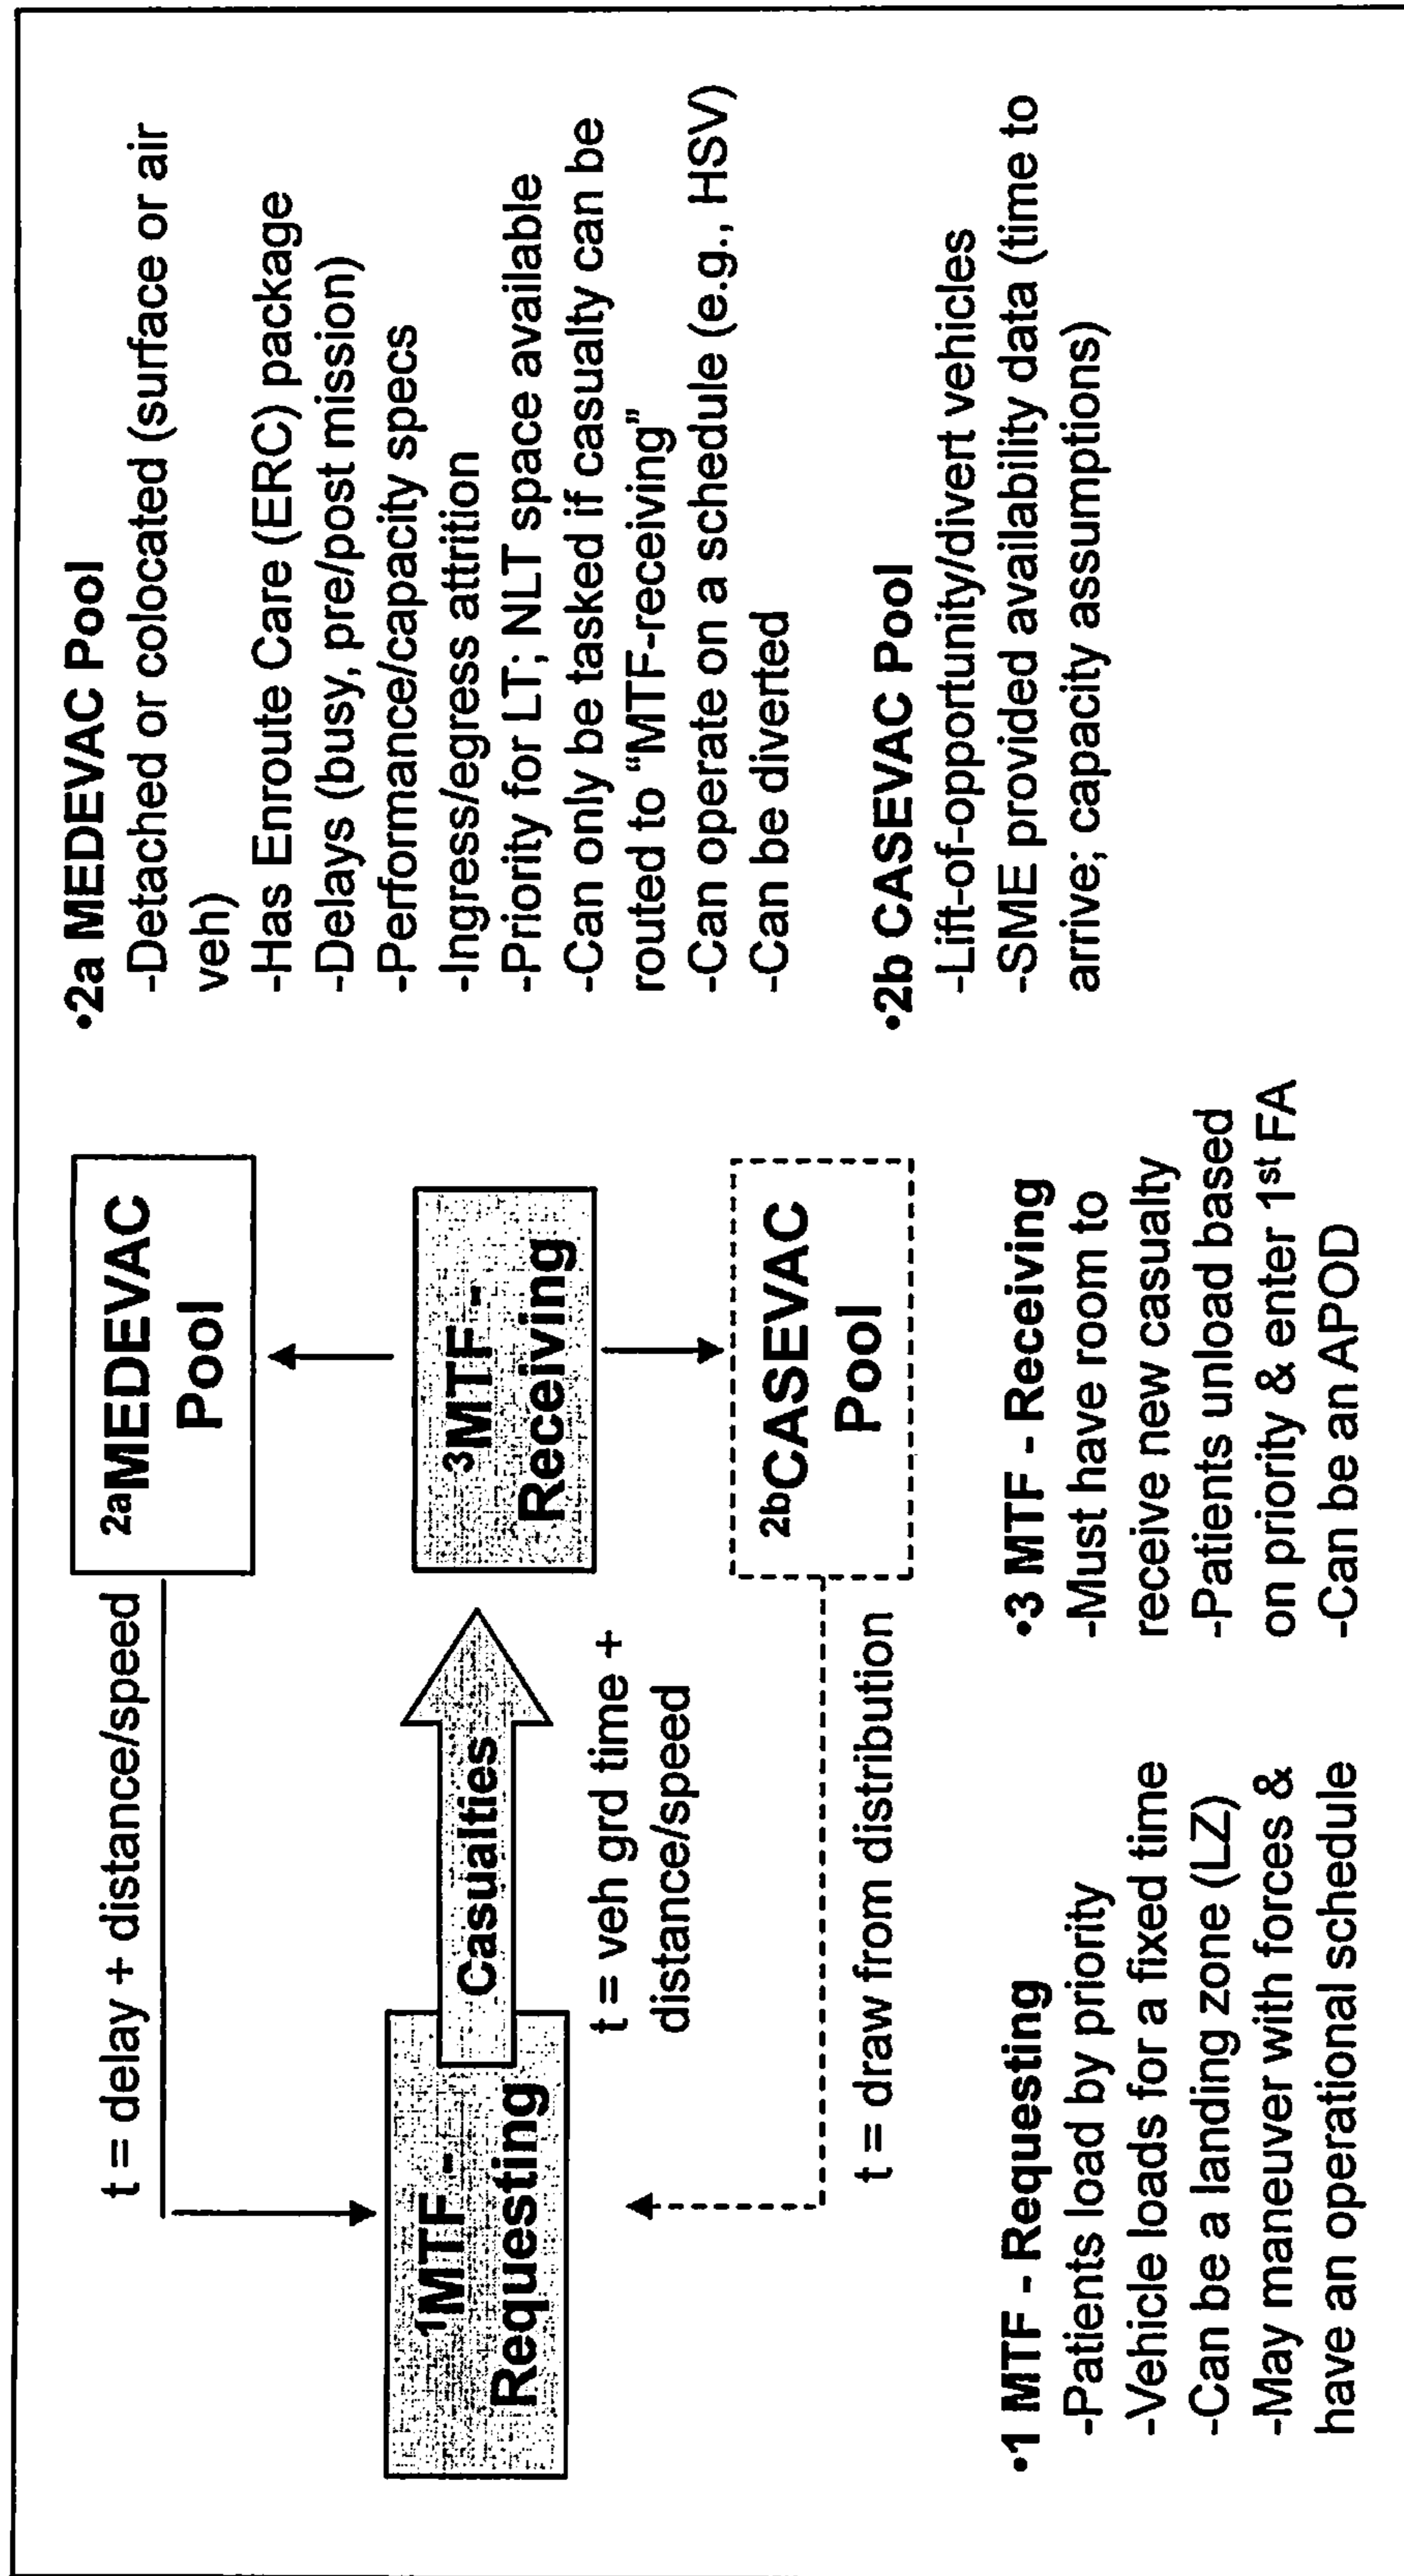 t = delay + distance/speed
2aMEDEVAC
Pool
1MTF -
Requesting
Casualties
3MTF -
Receiving
t = veh grd time +
distance/speed
2bCASEVAC
Pool
t = draw from distribution
•1 MTF - Requesting
-Patients load by priority
-Vehicle loads for a fixed time
-Can be a landing zone (LZ)
-May maneuver with forces &
have an operational schedule
•3 MTF - Receiving
-Must have room to
receive new casualty
-Patients unload based
on priority & enter 1st FA
-Can be an APOD
•2a MEDEVAC Pool
-Detached or colocated (surface or air
veh)
-Has Enroute Care (ERC) package
-Delays (busy, pre/post mission)
-Performance/capacity specs
-Ingress/egress attrition
-Priority for LT; NLT space available
-Can only be tasked if casualty can be
routed to “MTF-receiving”
-Can operate on a schedule (e.g., HSV)
-Can be diverted
•2b CASEVAC Pool
-Lift-of-opportunity/divert vehicles
-SME provided availability data (time to
arrive; capacity assumptions)